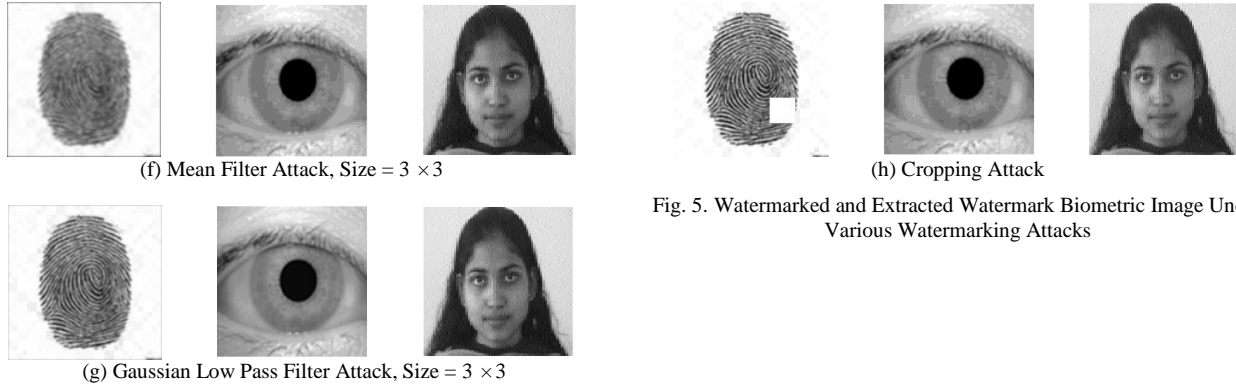 (f) Mean Filter Attack, Size = 3 ×3
(g) Gaussian Low Pass Filter Attack, Size = 3 ×3
(h) Cropping Attack
Fig. 5. Watermarked and Extracted Watermark Biometric Image
Various Watermarking Attacks